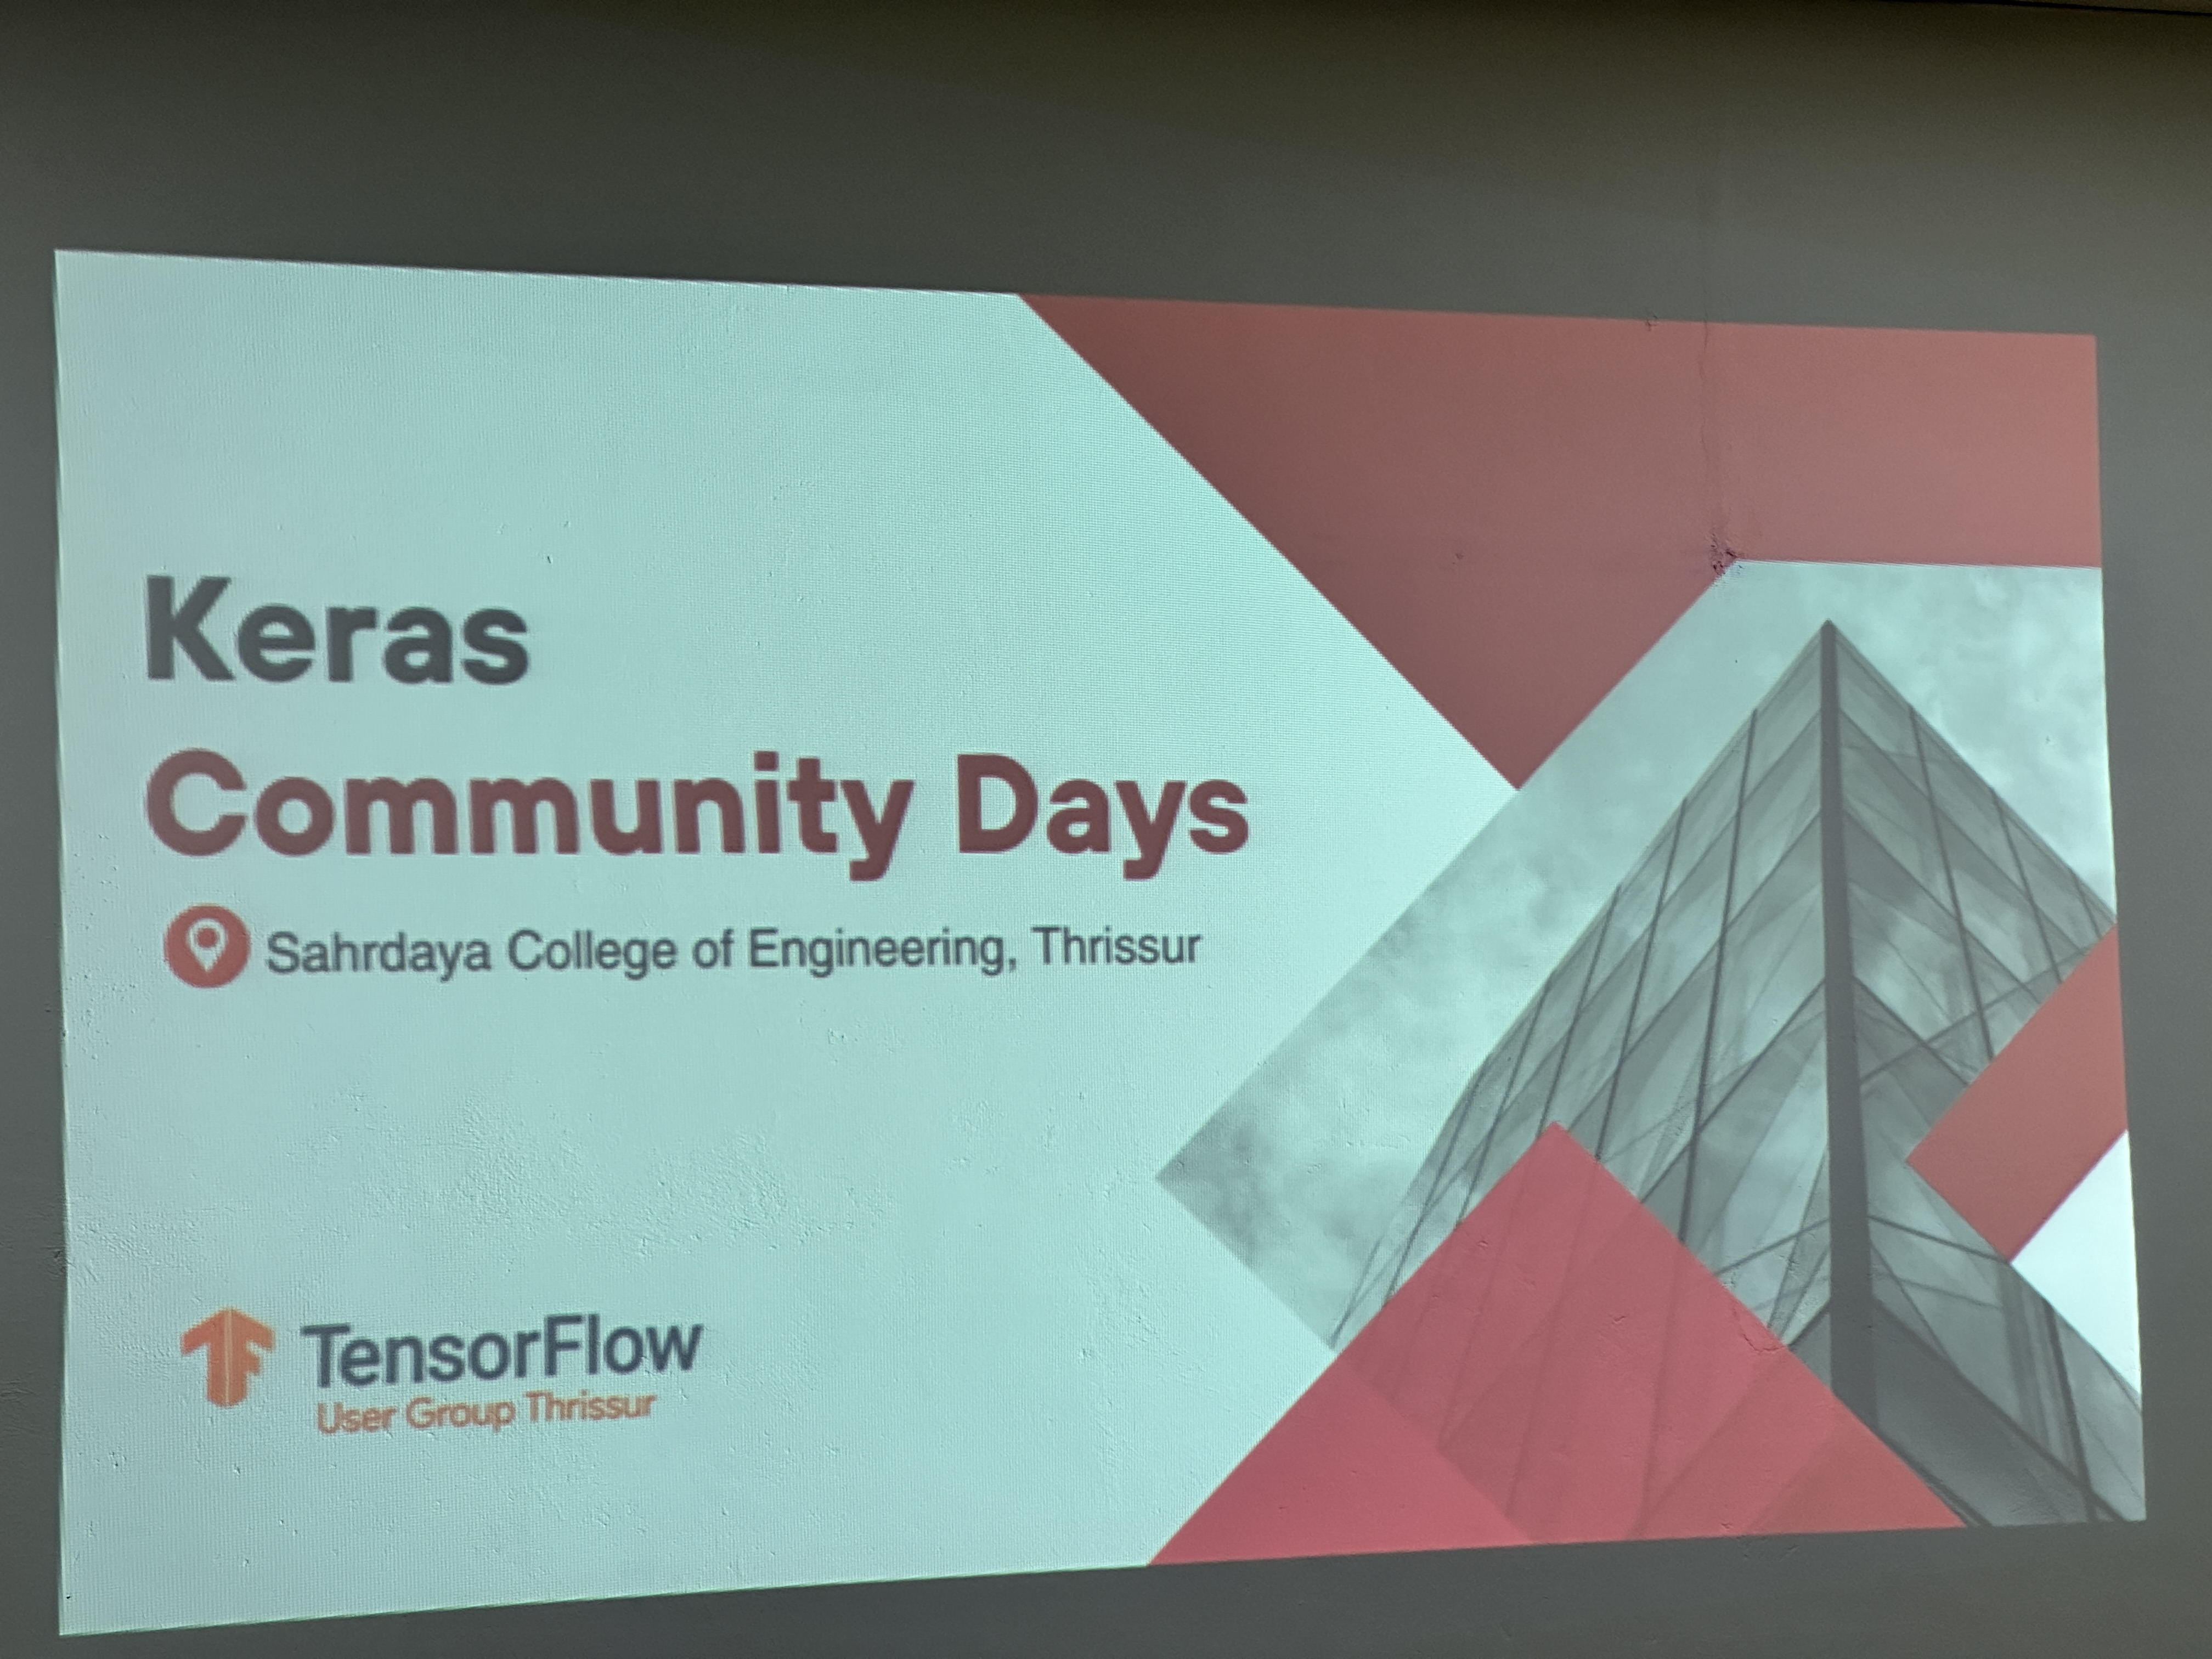 Keras
Community Days
Sahrdaya College of Engineering, Thrissur
TensorFlow
User Group Thrissur